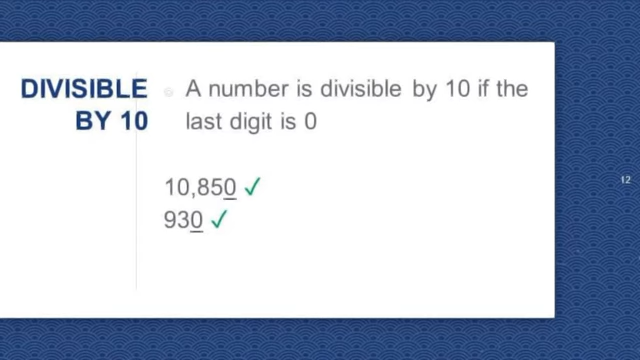 DIVISIBLE
BY 10
A number is divisible by 10 if the
last digit is 0
10,850 ✓
930 ✓
12